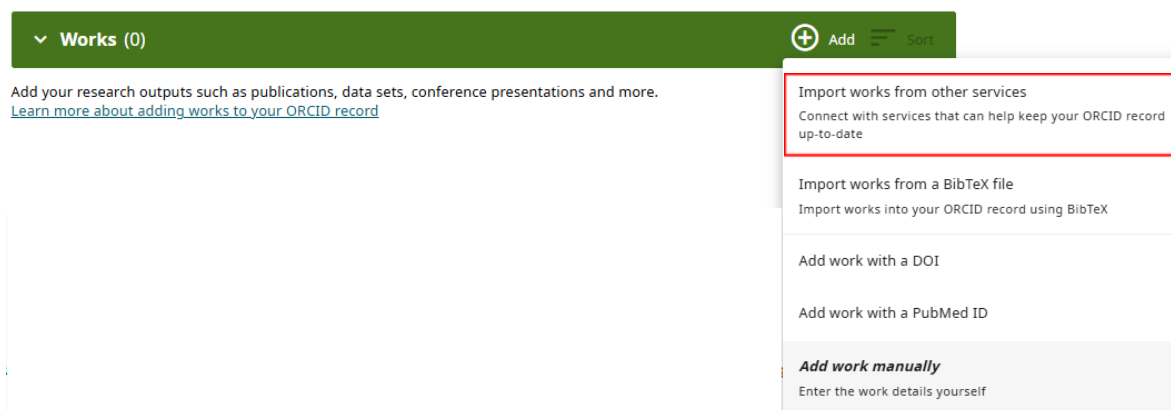 Works (0)
Add
Sort
Add your research outputs such as publications, data sets, conference presentations and more.
Learn more about adding works to your ORCID record
Import works from other services
Connect with services that can help keep your ORCID record
up-to-date
Import works from a BibTeX file
Import works into your ORCID record using BibTeX
Add work with a DOI
Add work with a PubMed ID
Add work manually
Enter the work details yourself